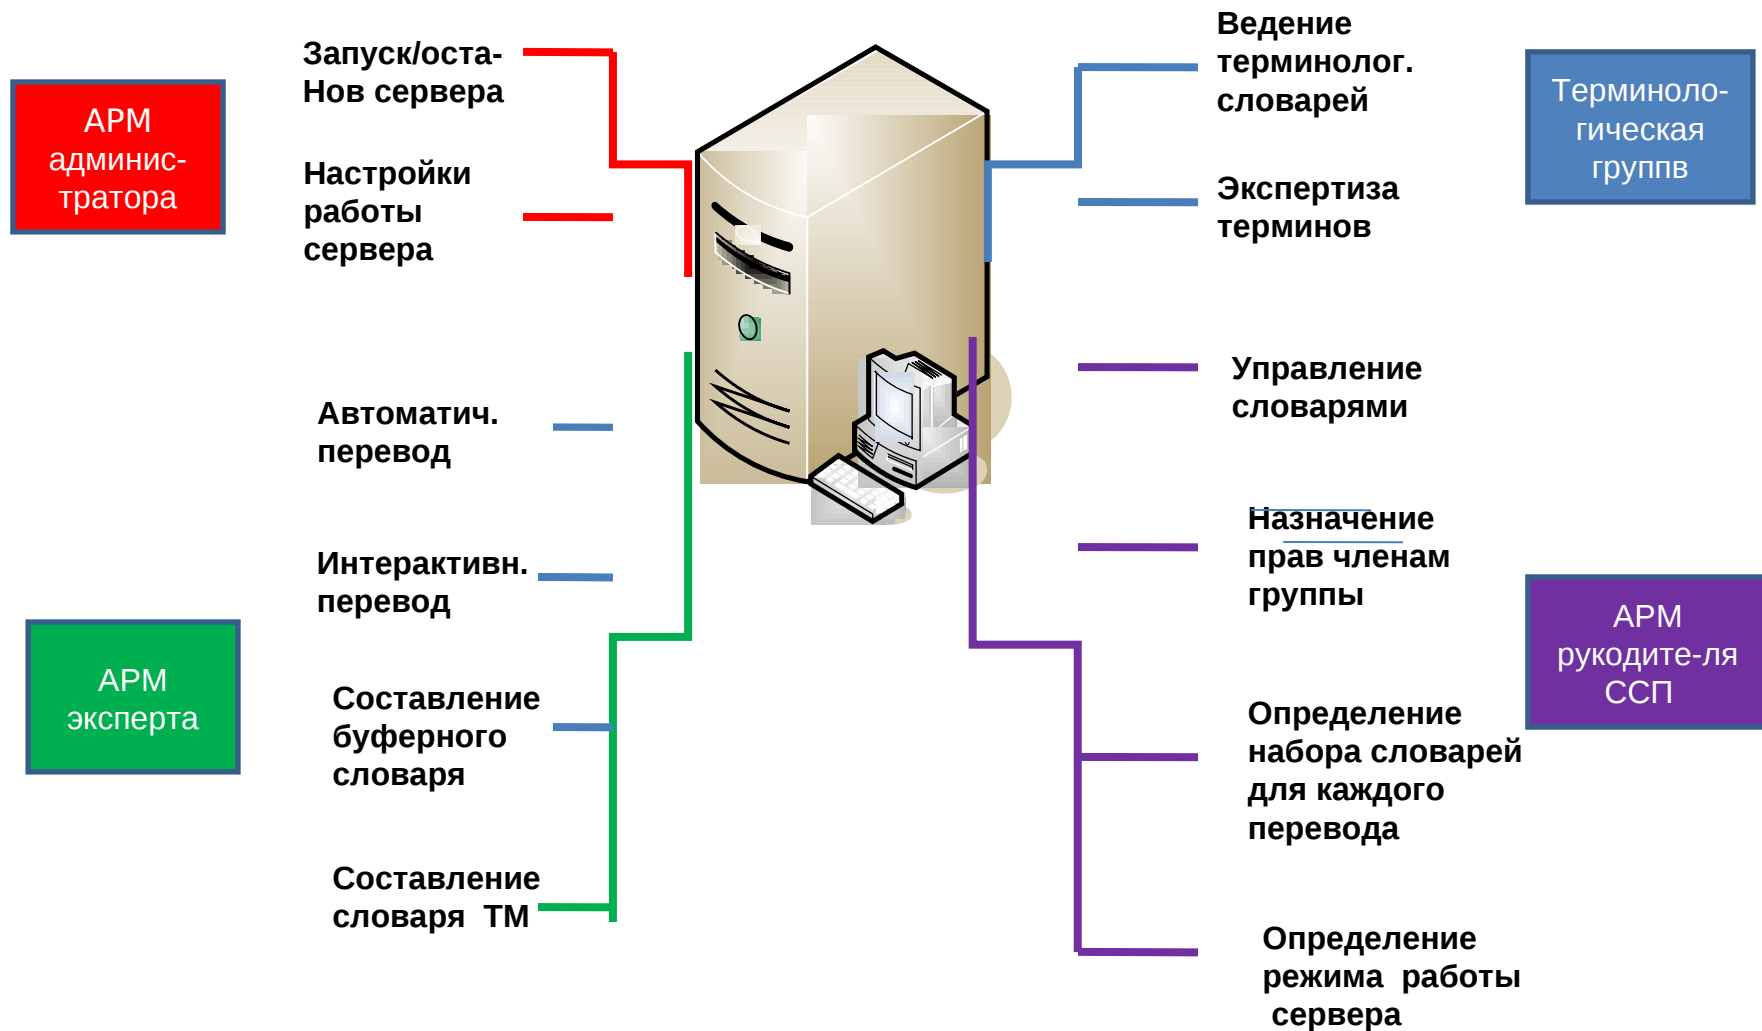 АРМ
админис-
тратора
Запуск/оста-
Нов сервера
Настройки
работы
сервера
Автоматич.
перевод
Интерактивн.
перевод
АРМ
эксперта
Составление
буферного
словаря
Составление
словаря  ТМ
Ведение
терминолог.
словарей
Экспертиза
терминов
Терминоло-
гическая
группв
Управление
словарями
Назначение
прав членам
группы
АРМ
рукодите-ля
ССП
Определение
набора словарей
для каждого
перевода
Определение
режима  работы
сервера